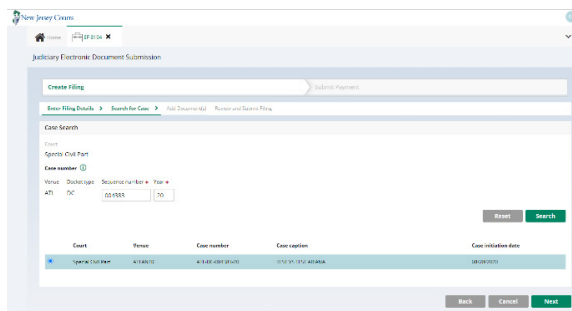 New Jersey Courts
Home
Judiciary Electronic Document Submission
Create Filing
Submit Payment
Enter Filing Details > Search for Case > Add Document(s) Review and Submit Filing
Case Search
Court
Special Civil Part
Case number
Venue Docket type Sequence number Year
ATL DC 004383 20
Reset Search
Court Venue Case number Case caption Case initiation date
Special Civil Part ATLANTIC
Back Cancel Next